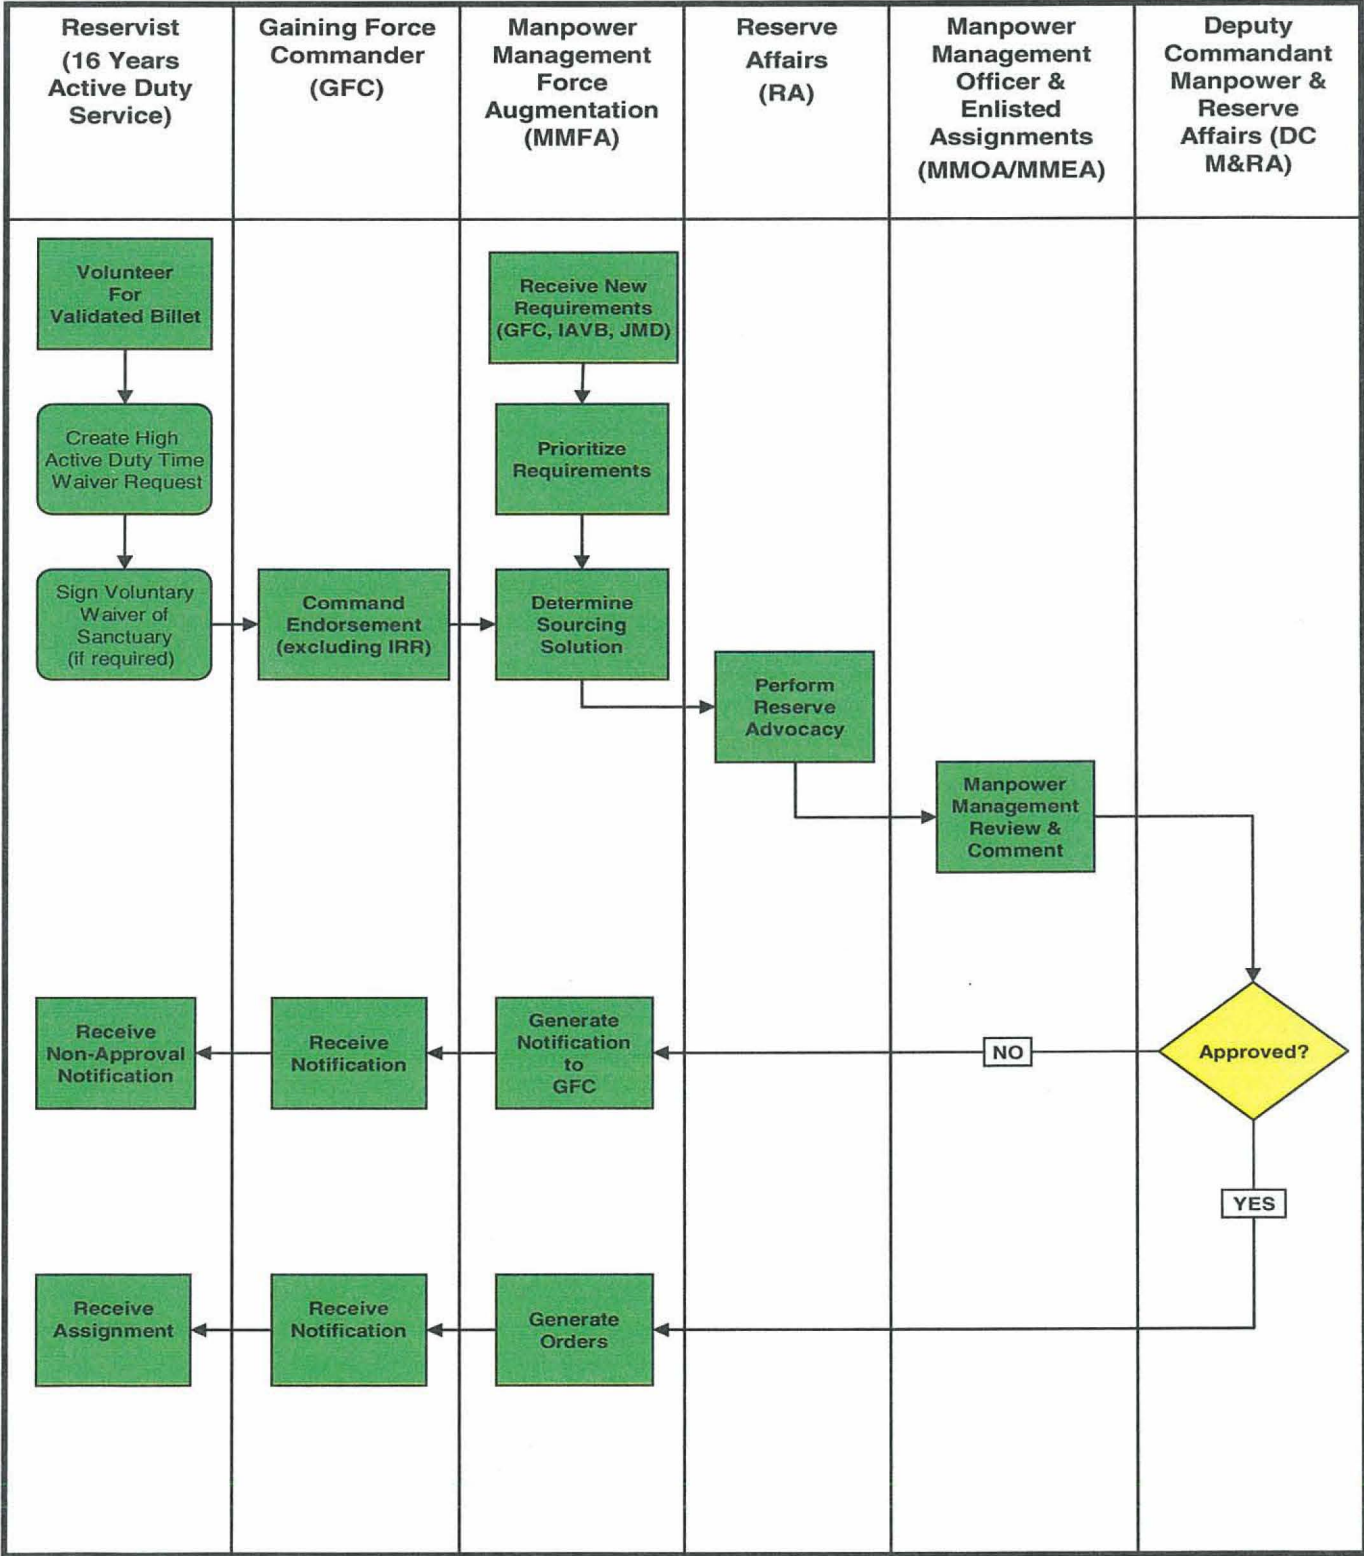 Reservist
(16 Years
Active Duty
Service)
Gaining Force
Commander
(GFC)
Manpower
Management
Force
Augmentation
(MMFA)
Reserve
Affairs
(RA)
Manpower
Management
Officer &
Enlisted
Assignments
(MMOA/MMEA)
Deputy
Commandant
Manpower &
Reserve
Affairs (DC
M&RA)
Volunteer
For
Validated Billet
Receive New
Requirements
(GFC, IAVB, JMD)
Create High
Active Duty Time
Waiver Request
Prioritize
Requirements
Sign Voluntary
Waiver of
Sanctuary
(if required)
Command
Endorsement
(excluding IRR)
Determine
Sourcing
Solution
Perform
Reserve
Advocacy
Manpower
Management
Review &
Comment
Receive
Non-Approval
Notification
Receive
Notification
Generate
Notification
to
GFC
NO
Approved?
YES
Receive
Assignment
Receive
Notification
Generate
Orders